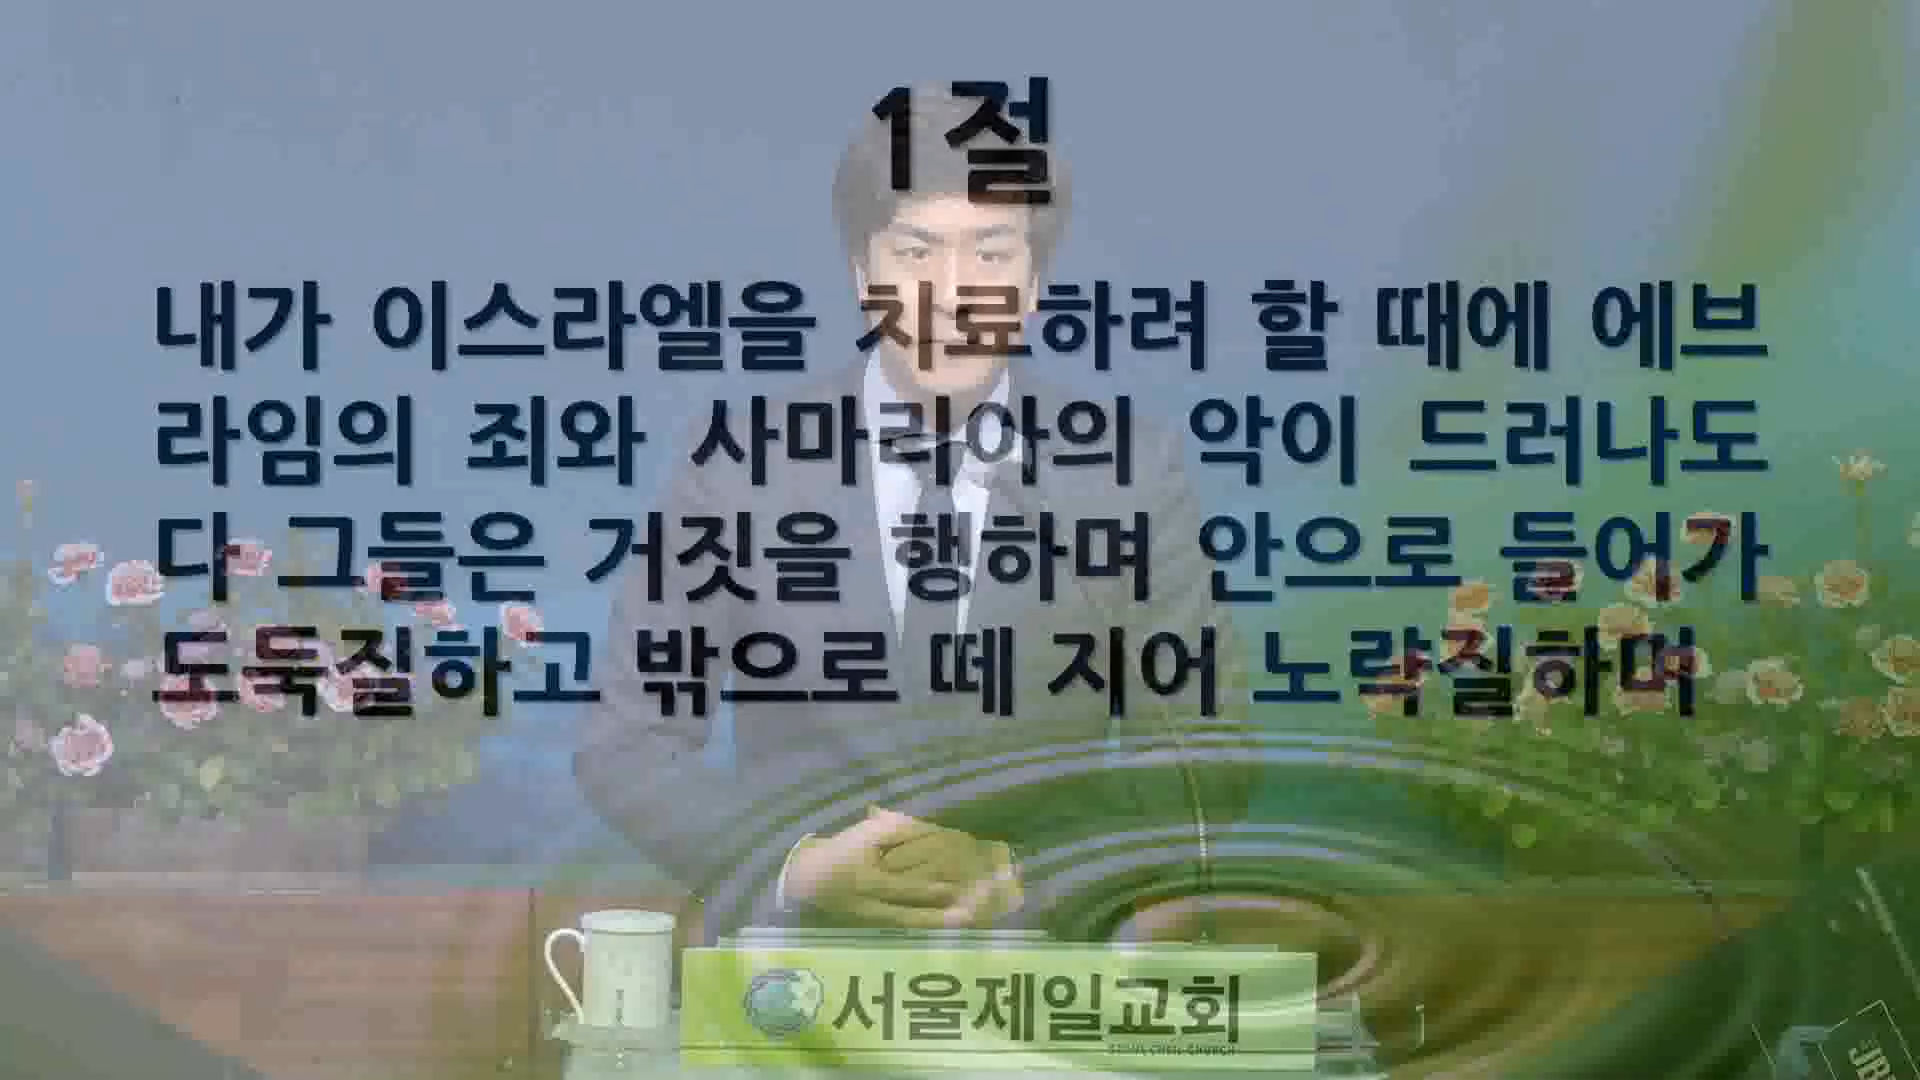 1절
내가 이스라엘을 치료하려 할 때에 에브
라임의 죄와 사마리아의 악이 드러나도
다 그들은 거짓을 행하며 안으로 들어가
도둑질하고 밖으로 떼 지어 노략질하며
서울제일교회
SEOUL CHEIL CHURCH